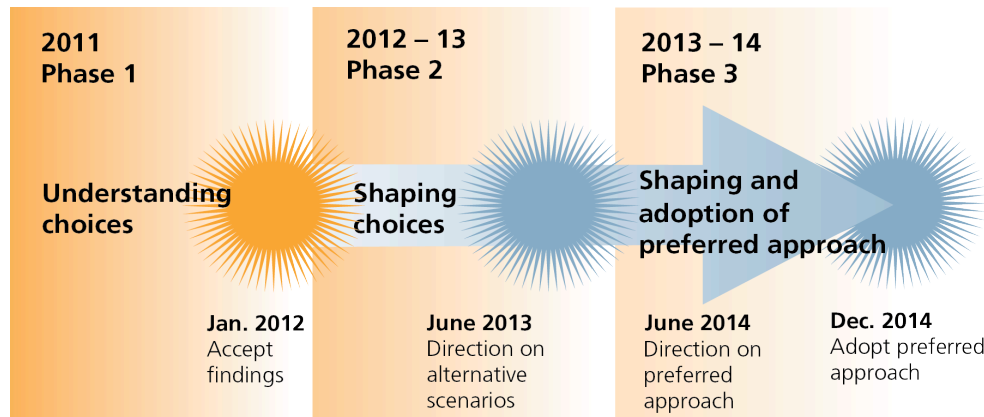 2011
Phase 1
2012 – 13
Phase 2
2013 – 14
Phase 3
Understanding
choices
Shaping
choices
Shaping and
adoption of
preferred approach
Jan. 2012
Accept
findings
June 2013
Direction on
alternative
scenarios
June 2014
Direction on
preferred
approach
Dec. 2014
Adopt preferred
approach